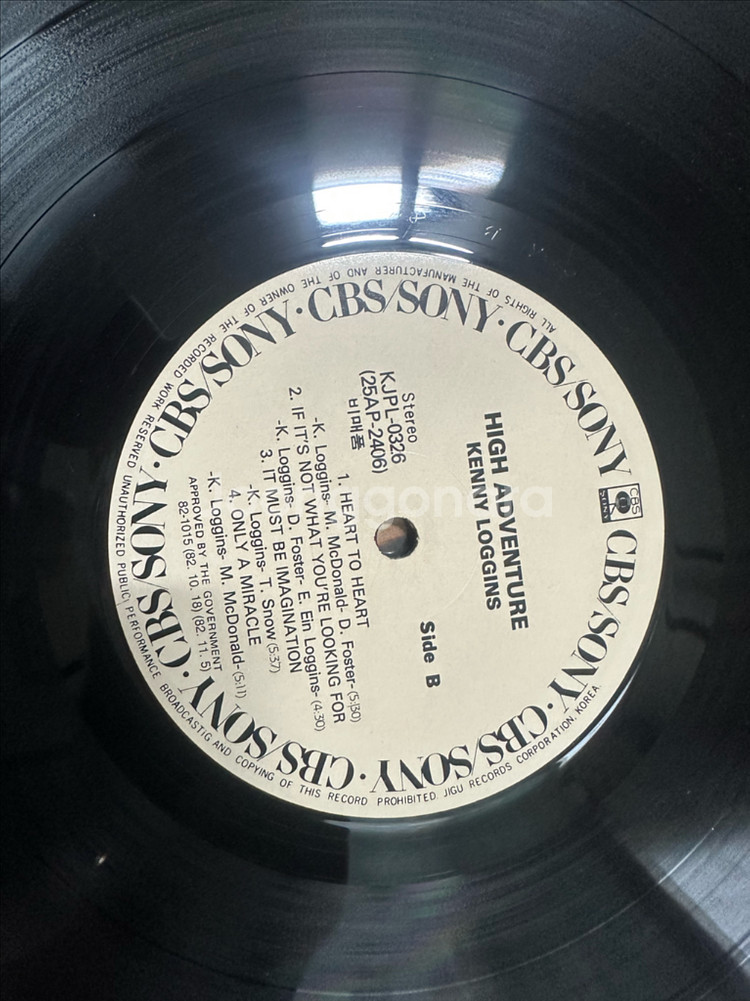 HIGH ADVENTURE
KENNY LOGGINS
Side B
Stereo
KJPL-0326
(25AP-2406)
비매품
1. HEART TO HEART
-K. Loggins- M. McDonald- D. Foster- (5:30)
2. IF IT'S NOT WHAT YOU'RE LOOKING FOR
-K. Loggins- D. Foster- E. Ein Loggins- (4:30)
3. IT MUST BE IMAGINATION
-K. Loggins- T. Snow (5:37)
4. ONLY A MIRACLE
-K. Loggins- M. McDonald- (5:11)
APPROVED BY THE GOVERNMENT
82-1015 (82. 10. 18) (82. 11. 5)
CBS
SONY
CBS/SONY · CBS/SONY · CBS/SONY · CBS/SONY · CBS/SONY · CBS/SONY · CBS/SONY · CBS/SONY
ALL RIGHTS OF THE MANUFACTURER AND OF THE OWNER OF THE RECORDED WORK RESERVED UNAUTHORIZED PUBLIC PERFORMANCE BROADCASTIG AND COPYING OF THIS RECORD PROHIBITED. JIGU RECORDS CORPORATION. KOREA